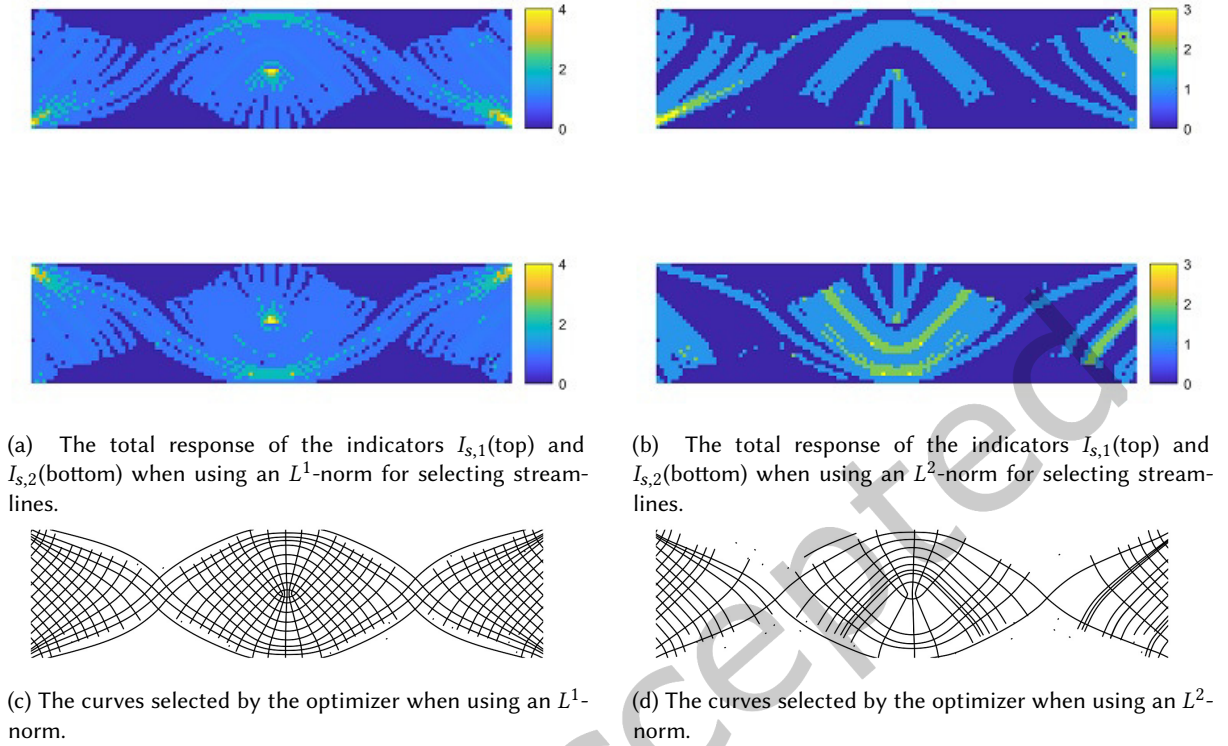 4
2
0
3
2
1
0
4
2
0
3
2
1
0
(a) The total response of the indicators I_{s,1}(top) and
I_{s,2}(bottom) when using an L^1-norm for selecting stream-
lines.
(b) The total response of the indicators I_{s,1}(top) and
I_{s,2}(bottom) when using an L^2-norm for selecting stream-
lines.
(c) The curves selected by the optimizer when using an L^1-
norm.
(d) The curves selected by the optimizer when using an L^2-
norm.
ccepted